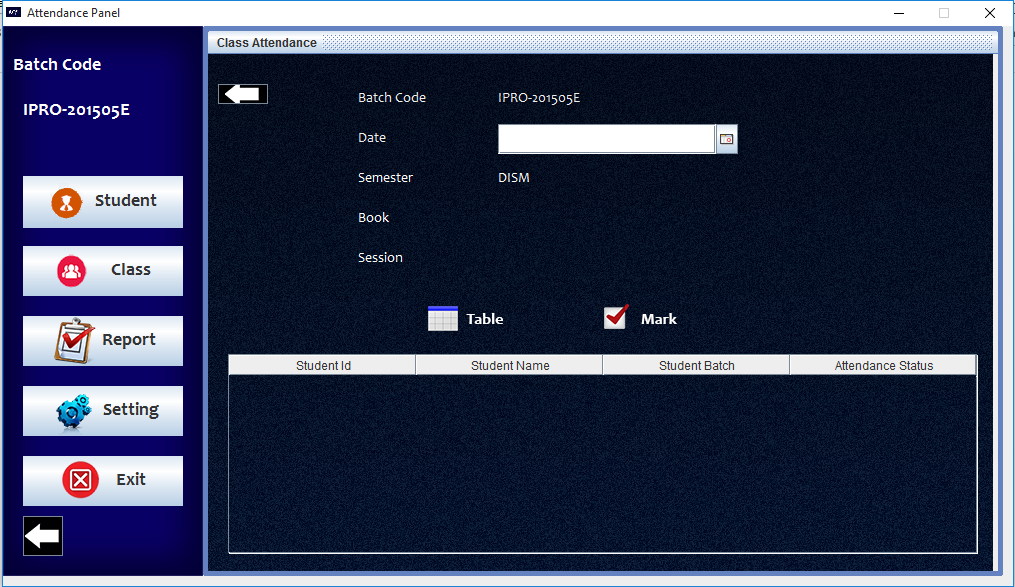 Attendance Panel
Batch Code
IPRO-201505E
Student
Class
Report
Setting
Exit
Class Attendance
Batch Code IPRO-201505E
Date
Semester DISM
Book
Session
Table Mark
Student Id Student Name Student Batch Attendance Status